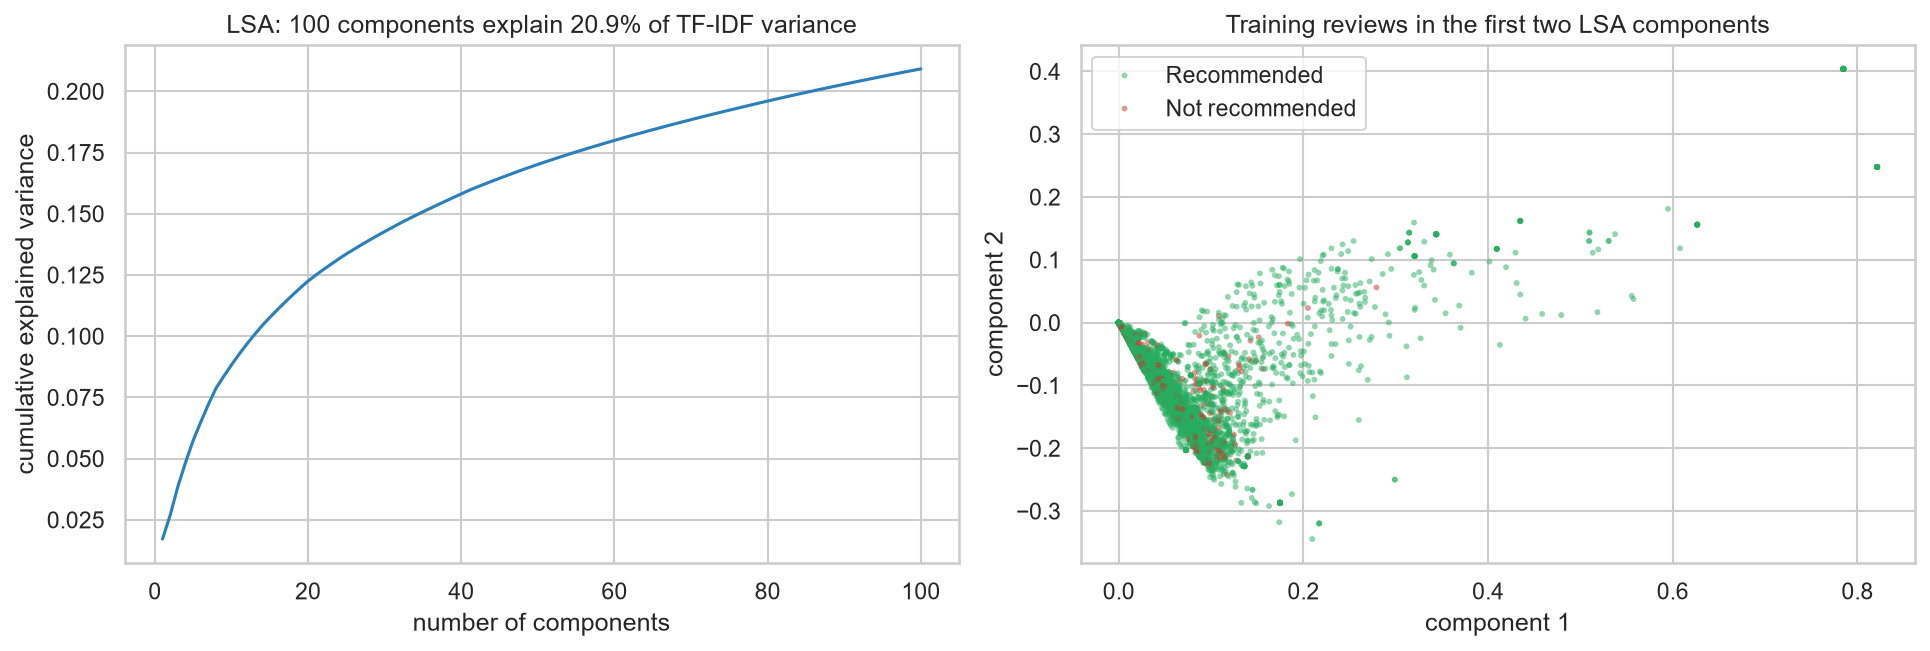 LSA: 100 components explain 20.9% of TF-IDF variance
cumulative explained variance
0.200
0.175
0.150
0.125
0.100
0.075
0.050
0.025
0 20 40 60 80 100
number of components
Training reviews in the first two LSA components
Recommended
Not recommended
component 2
0.4
0.3
0.2
0.1
0.0
−0.1
−0.2
−0.3
0.0 0.2 0.4 0.6 0.8
component 1